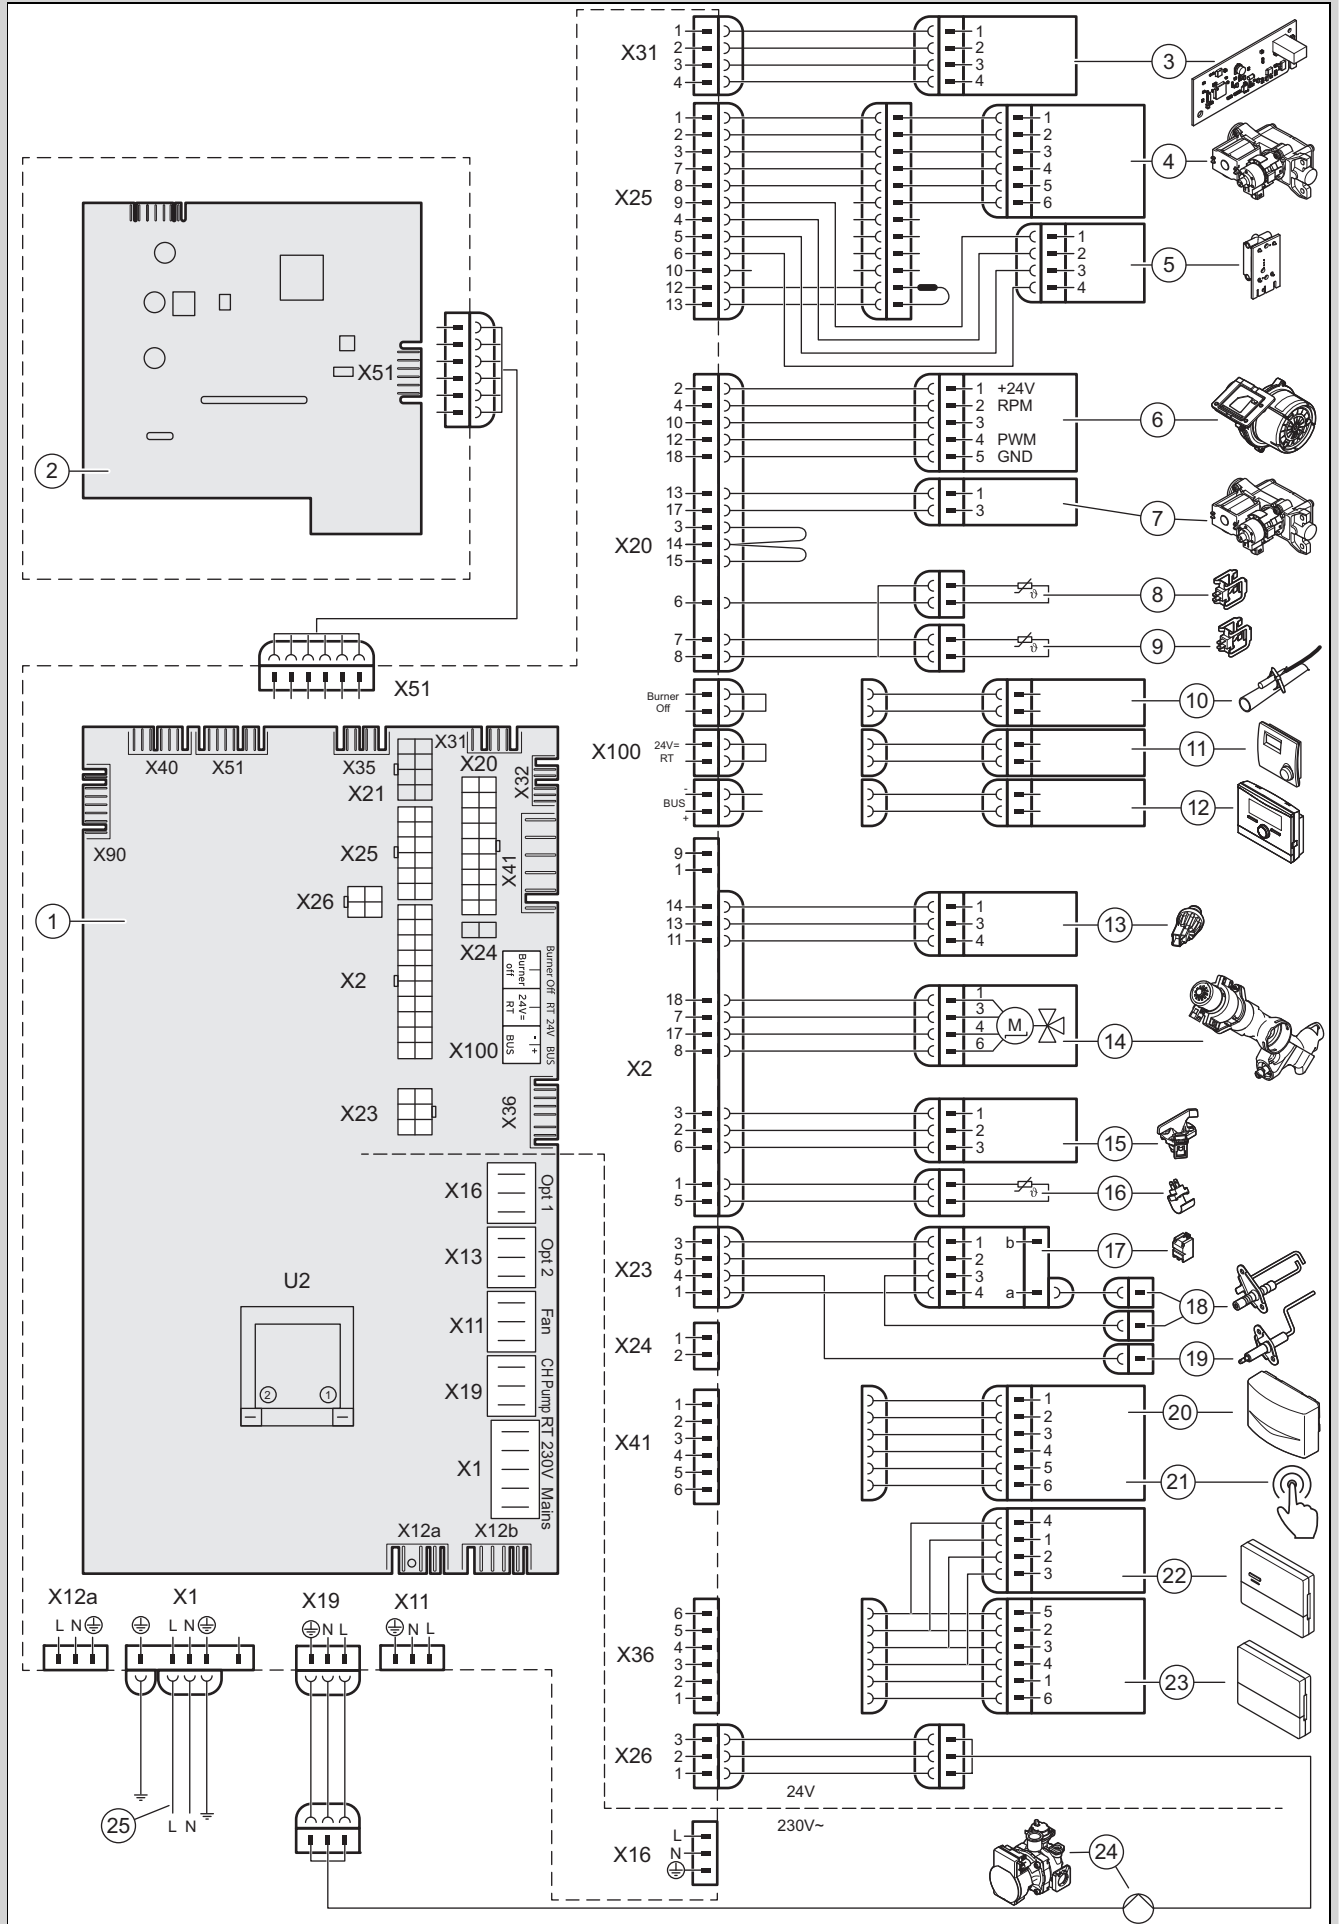 X31
1
2
3
4
1
2
3
4
3
X25
1
2
3
7
8
9
4
5
6
10
12
13
1
2
3
4
5
6
4
1
2
3
4
5
X51
2
X20
2
4
10
12
18
13
17
3
14
15
6
7
8
1 +24V
2 RPM
3
4 PWM
5 GND
6
1
3
7
ϑ
8
ϑ
9
X51
X100
Burner
Off
24V=
RT
-
BUS
+
10
11
12
X40
X51
X35
X31
X21
X20
X32
X90
X25
X41
X26
X24
X2
X100
X23
X36
Burner
off
24V=
RT
- +
BUS
Burner Off RT 24V BUS
1
X16
Opt 1
X13
Opt 2
X11
Fan
X19
CH Pump
X1
RT 230V Mains
U2
2
1
X12a
X12b
X2
9
1
14
13
11
18
7
17
8
3
2
6
1
5
1
3
4
13
1
3
4
6
M
14
1
2
3
15
ϑ
16
X23
3
5
4
1
1
2
3
4
b
a
17
18
19
X24
1
2
X41
1
2
3
4
5
6
1
2
3
4
5
6
20
21
X36
6
5
4
3
2
1
4
1
2
3
22
5
2
3
4
1
6
23
X26
3
2
1
24V
230V~
X16
L
N
24
X12a
L N
X1
L N
X19
N L
X11
N L
25
L N